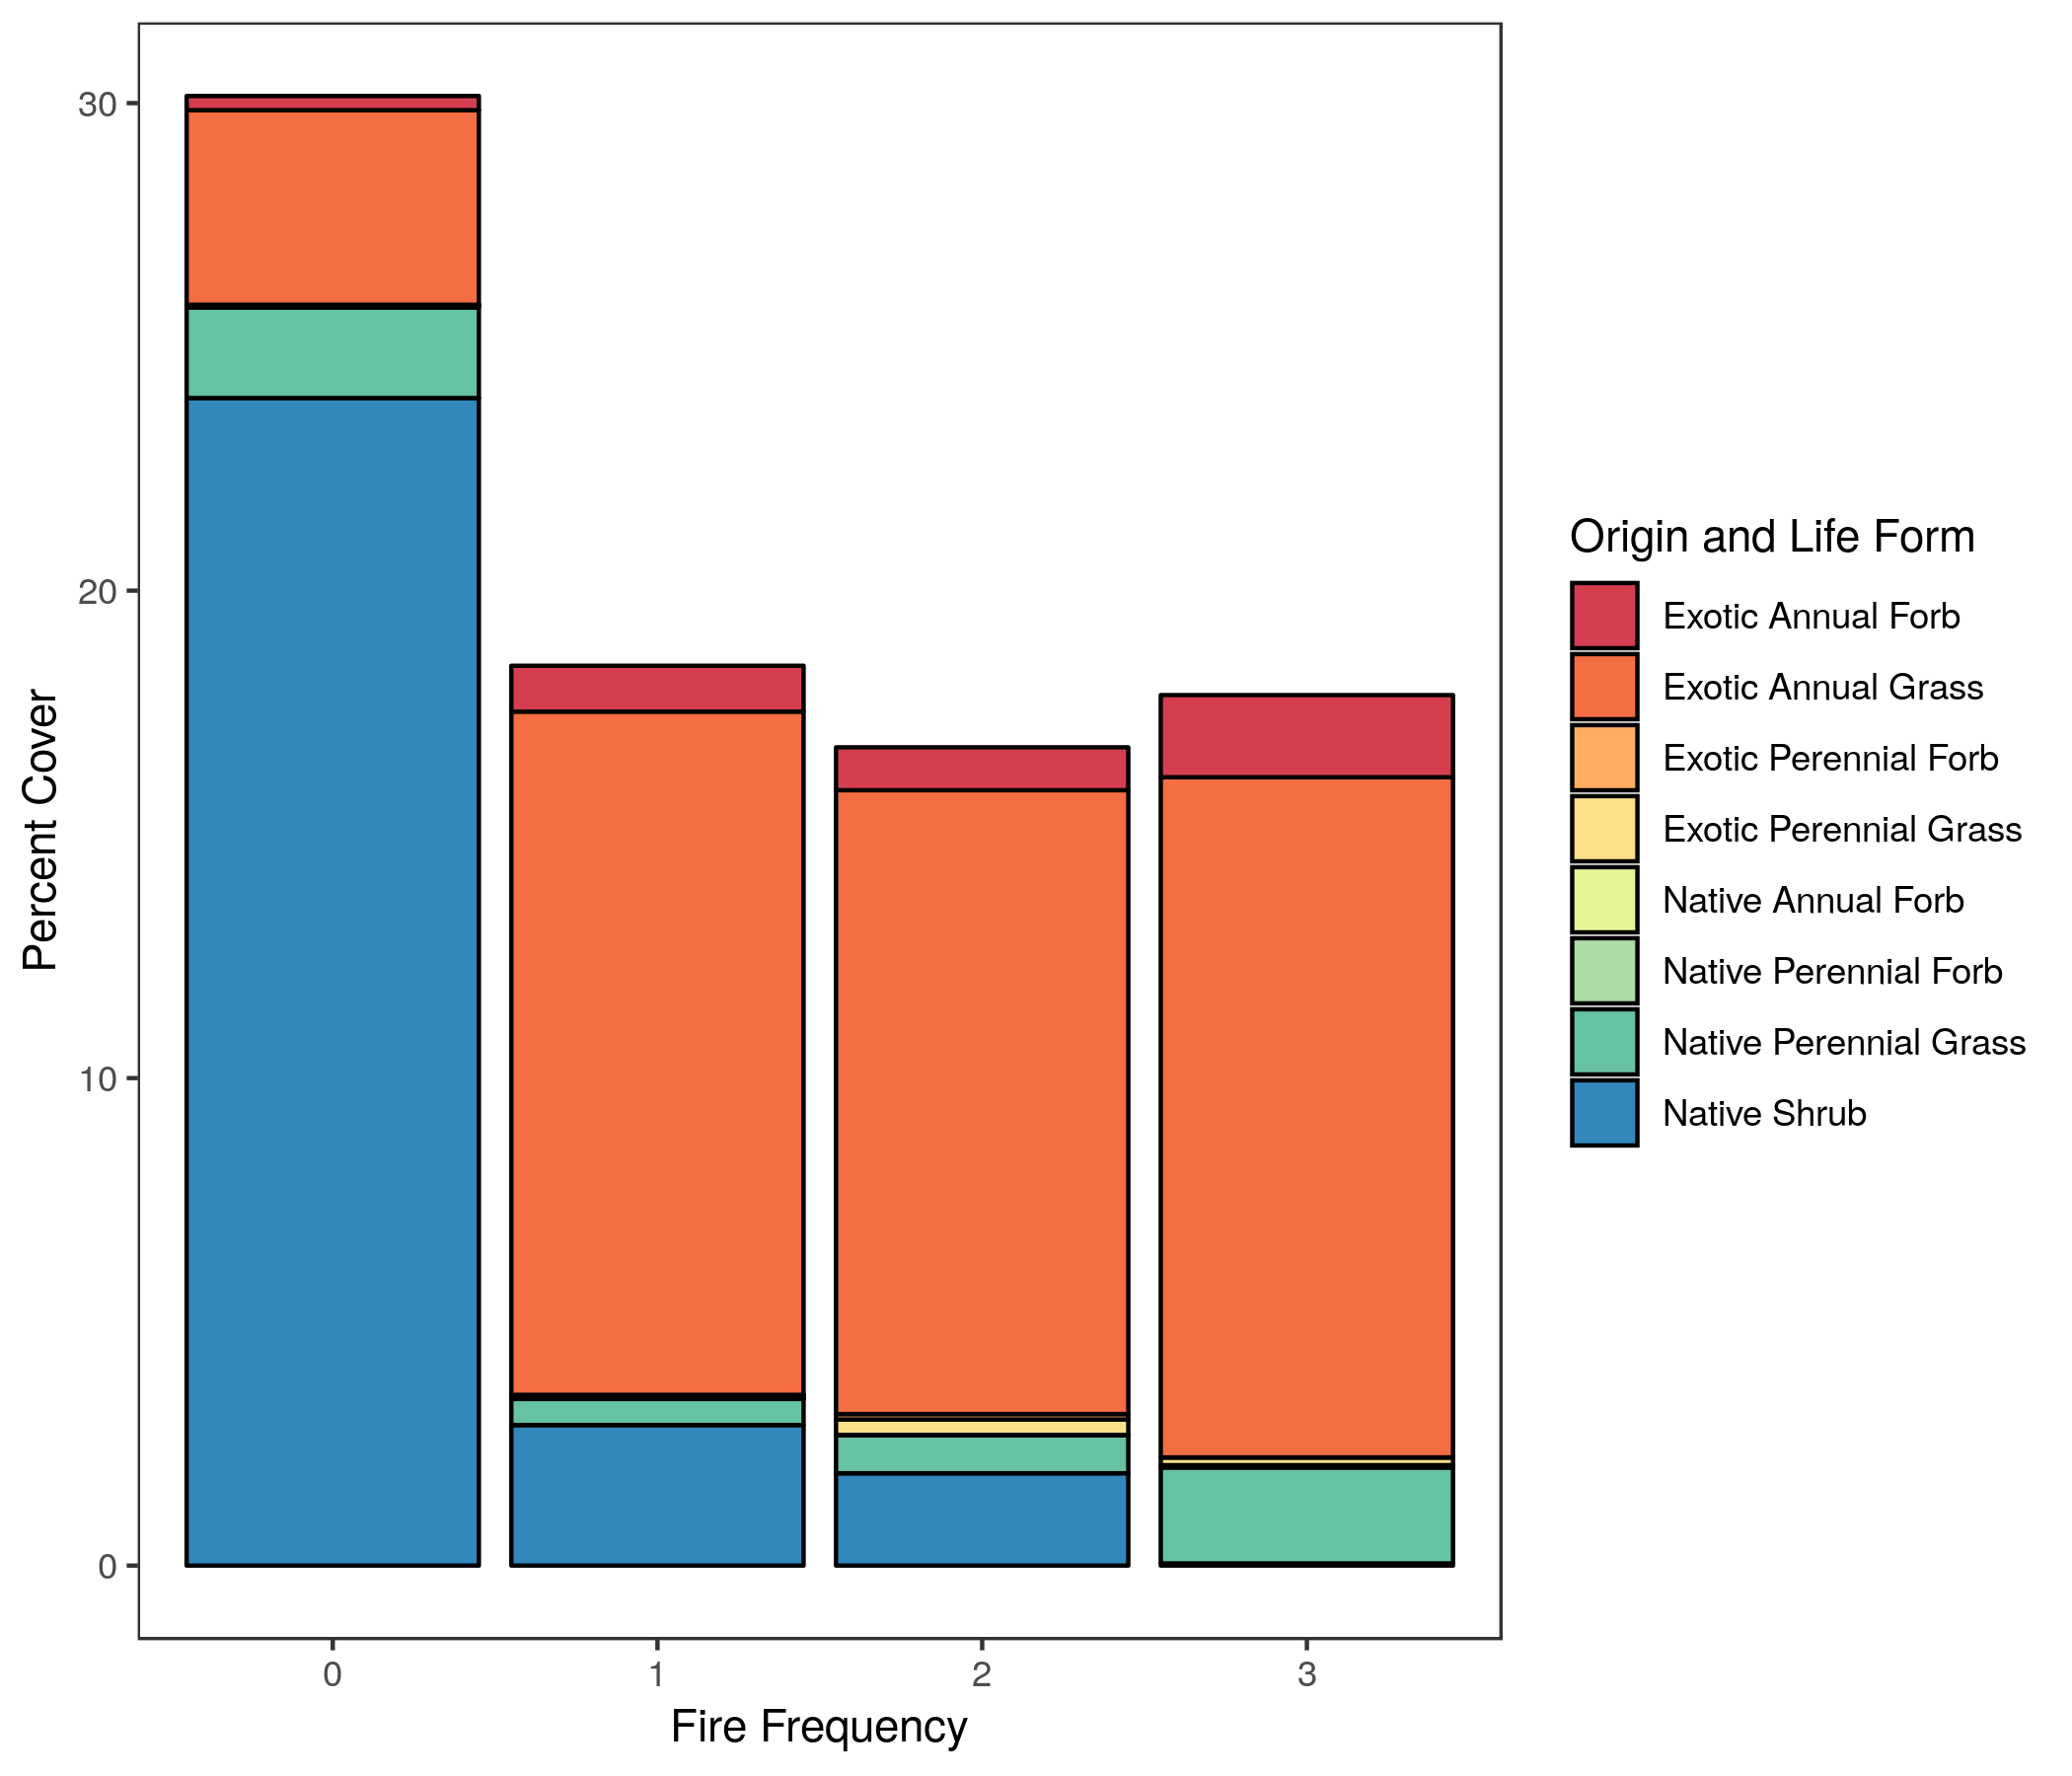 Percent Cover
30
20
10
0
0 1 2 3
Fire Frequency
Origin and Life Form
Exotic Annual Forb
Exotic Annual Grass
Exotic Perennial Forb
Exotic Perennial Grass
Native Annual Forb
Native Perennial Forb
Native Perennial Grass
Native Shrub